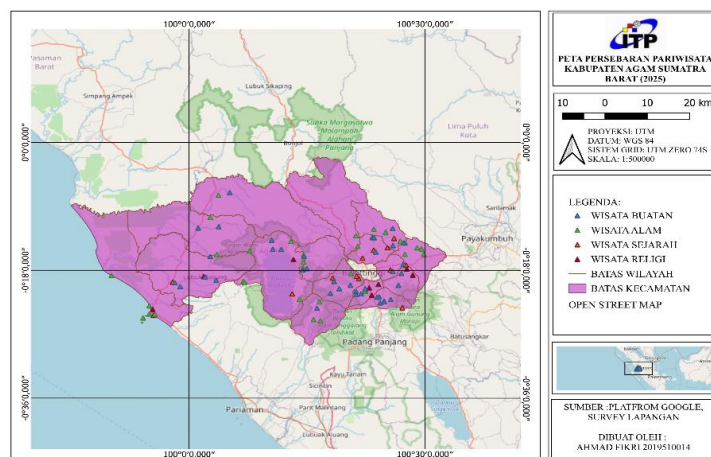 100°0'0,000"
100°30'0,000"
Pasaman
Barat
Simpang Ampek
Lubuk Sikaping
Suaka Margasatwa
Malampah
Alahan
Panjang
Bonjol
Lima Puluh
Kota
Sarilamak
Payakumbuh
0°0'0,000"
0°0'0,000"
-0°18'0,000"
-0°18'0,000"
Batusangkar
Padang Panjang
Kayu Tanam
Sicincin
Pariaman
Parit Malintang
Lubuak Aluang
-0°36'0,000"
-0°36'0,000"
100°0'0,000"
100°30'0,000"
ITP
PETA PERSEBARAN PARIWISATA
KABUPATEN AGAM SUMATRA
BARAT (2025)
10 0 10 20 km
PROYEKSI: UTM
DATUM: WGS 84
SISTEM GRID: UTM ZERO 74S
SKALA: 1:500000
LEGENDA:
WISATA BUATAN
WISATA ALAM
WISATA SEJARAH
WISATA RELIGI
BATAS WILAYAH
BATAS KECAMATAN
OPEN STREET MAP
SUMBER :PLATFROM GOOGLE,
SURVEY LAPANGAN
DIBUAT OLEH :
AHMAD FIKRI 2019510014